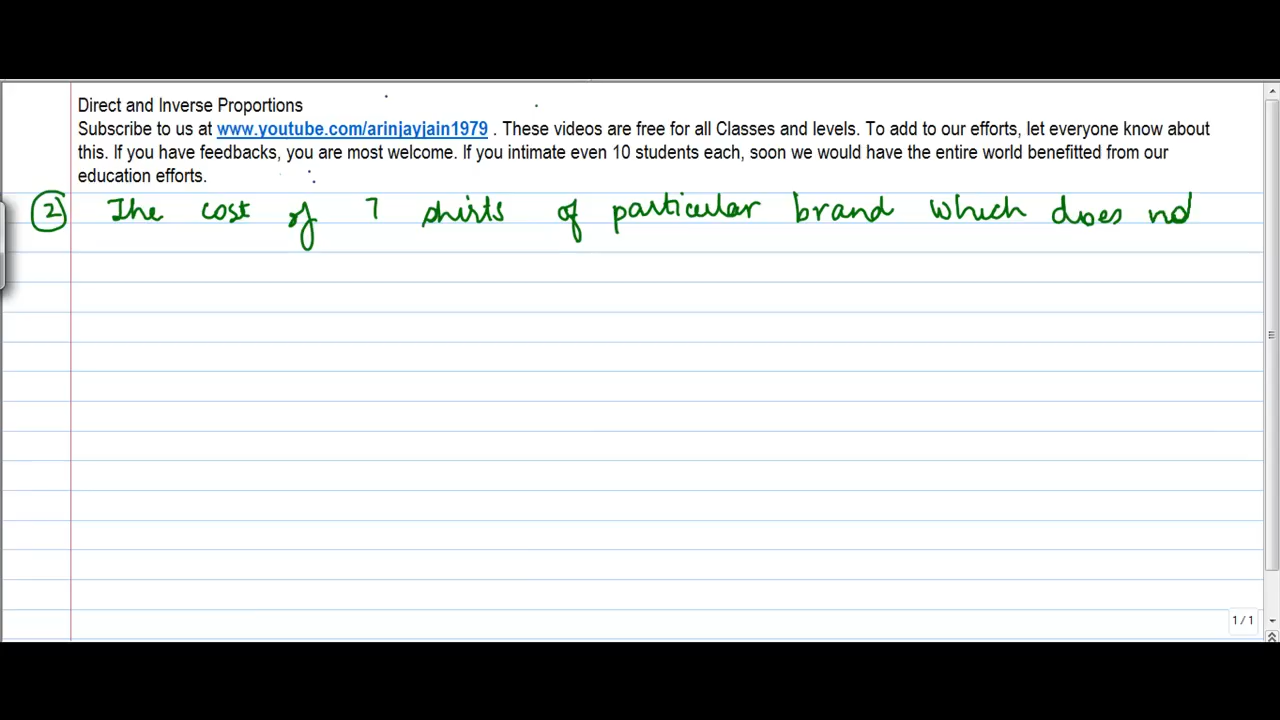 Direct and Inverse Proportions
Subscribe to us at www.youtube.com/arinjayjain1979 . These videos are free for all Classes and levels. To add to our efforts, let everyone know about
this. If you have feedbacks, you are most welcome. If you intimate even 10 students each, soon we would have the entire world benefitted from our
education efforts.
2 The cost of 7 shirts of particular brand which does not
1 / 1